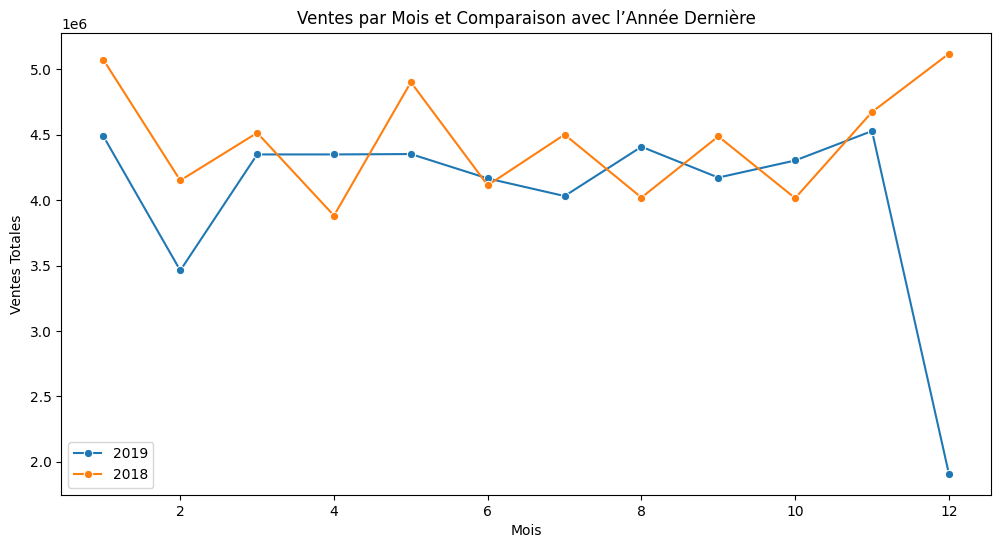 Ventes par Mois et Comparaison avec l’Année Dernière
1e6
5.0
4.5
4.0
3.5
3.0
2.5
2.0
Ventes Totales
2019
2018
2 4 6 8 10 12
Mois